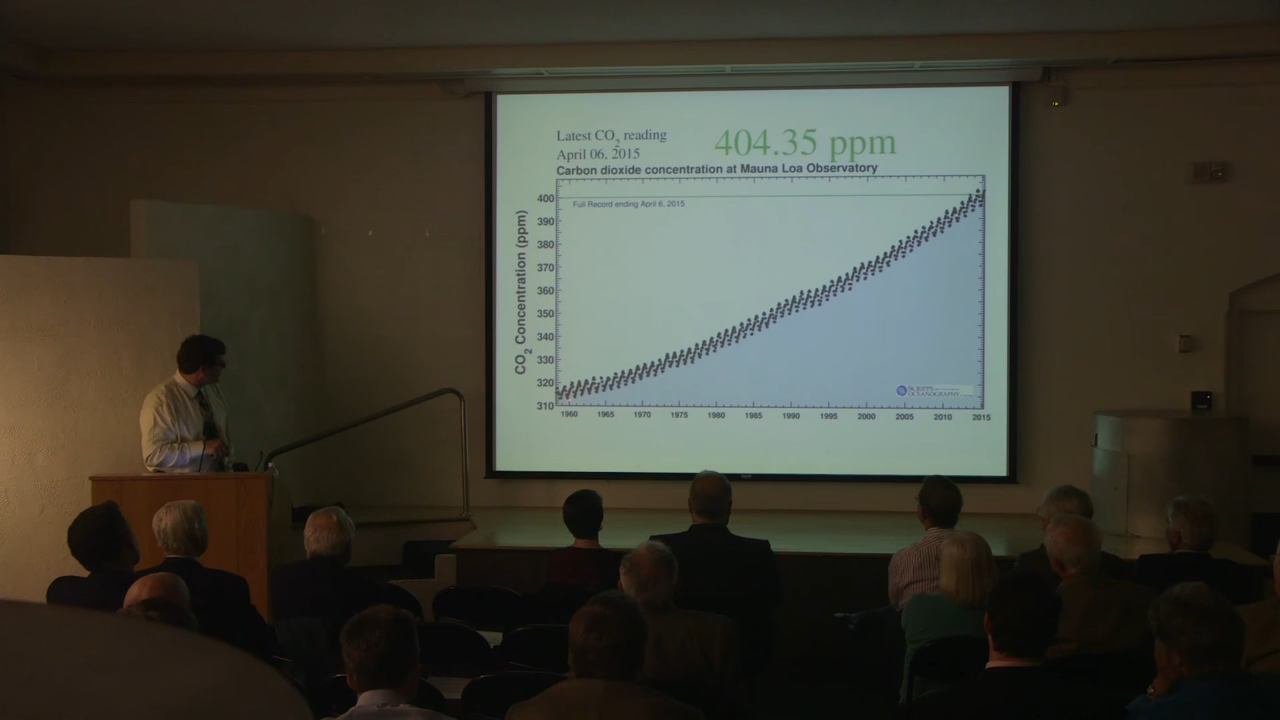 Latest CO2 reading
April 06, 2015
404.35 ppm
Carbon dioxide concentration at Mauna Loa Observatory
Full Record ending April 6, 2015
CO2 Concentration (ppm)
400
390
380
370
360
350
340
330
320
310
1960 1965 1970 1975 1980 1985 1990 1995 2000 2005 2010 2015
SCRIPPS
OCEANOGRAPHY